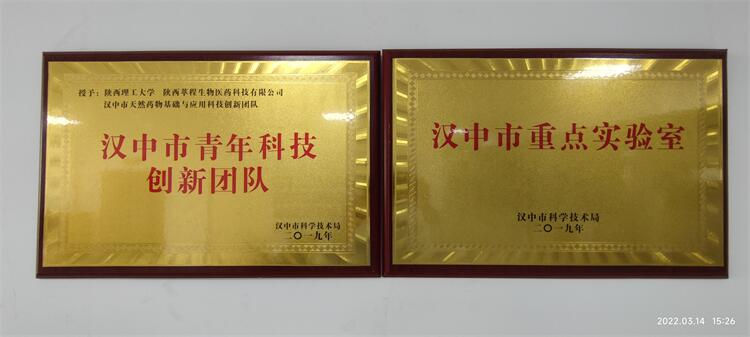 授予：陕西理工大学 陕西萃程生物医药科技有限公司
汉中市天然药物基础与应用科技创新团队
汉中市青年科技
创新团队
汉中市科学技术局
二〇一九年
汉中市重点实验室
汉中市科学技术局
二〇一九年
2022.03.14 15:26